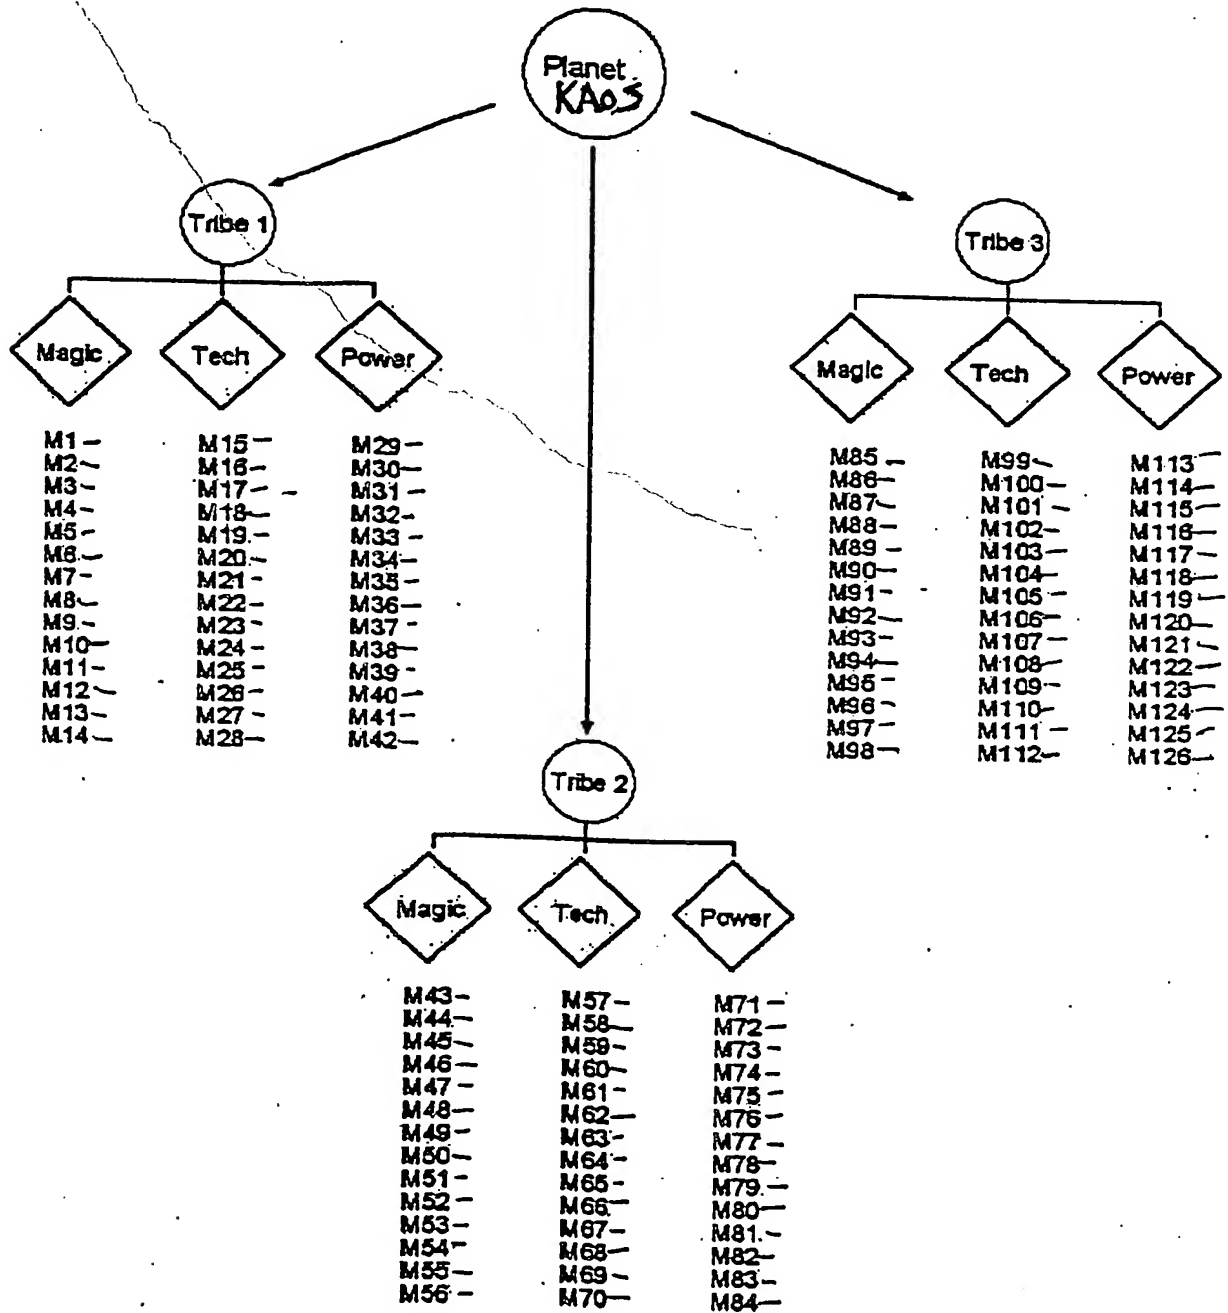 Planet
KAOS
Tribe 1
Magic
Tech
Power
M1 –
M2 –
M3 –
M4 –
M5 –
M6 –
M7 –
M8 –
M9 –
M10 –
M11 –
M12 –
M13 –
M14 –
M15 –
M16 –
M17 –
M18 –
M19 –
M20 –
M21 –
M22 –
M23 –
M24 –
M25 –
M26 –
M27 –
M28 –
M29 –
M30 –
M31 –
M32 –
M33 –
M34 –
M35 –
M36 –
M37 –
M38 –
M39 –
M40 –
M41 –
M42 –
Tribe 3
Magic
Tech
Power
M85 –
M86 –
M87 –
M88 –
M89 –
M90 –
M91 –
M92 –
M93 –
M94 –
M95 –
M96 –
M97 –
M98 –
M99 –
M100 –
M101 –
M102 –
M103 –
M104 –
M105 –
M106 –
M107 –
M108 –
M109 –
M110 –
M111 –
M112 –
M113 –
M114 –
M115 –
M116 –
M117 –
M118 –
M119 –
M120 –
M121 –
M122 –
M123 –
M124 –
M125 –
M126 –
Tribe 2
Magic
Tech
Power
M43 –
M44 –
M45 –
M46 –
M47 –
M48 –
M49 –
M50 –
M51 –
M52 –
M53 –
M54 –
M55 –
M56 –
M57 –
M58 –
M59 –
M60 –
M61 –
M62 –
M63 –
M64 –
M65 –
M66 –
M67 –
M68 –
M69 –
M70 –
M71 –
M72 –
M73 –
M74 –
M75 –
M76 –
M77 –
M78 –
M79 –
M80 –
M81 –
M82 –
M83 –
M84 –